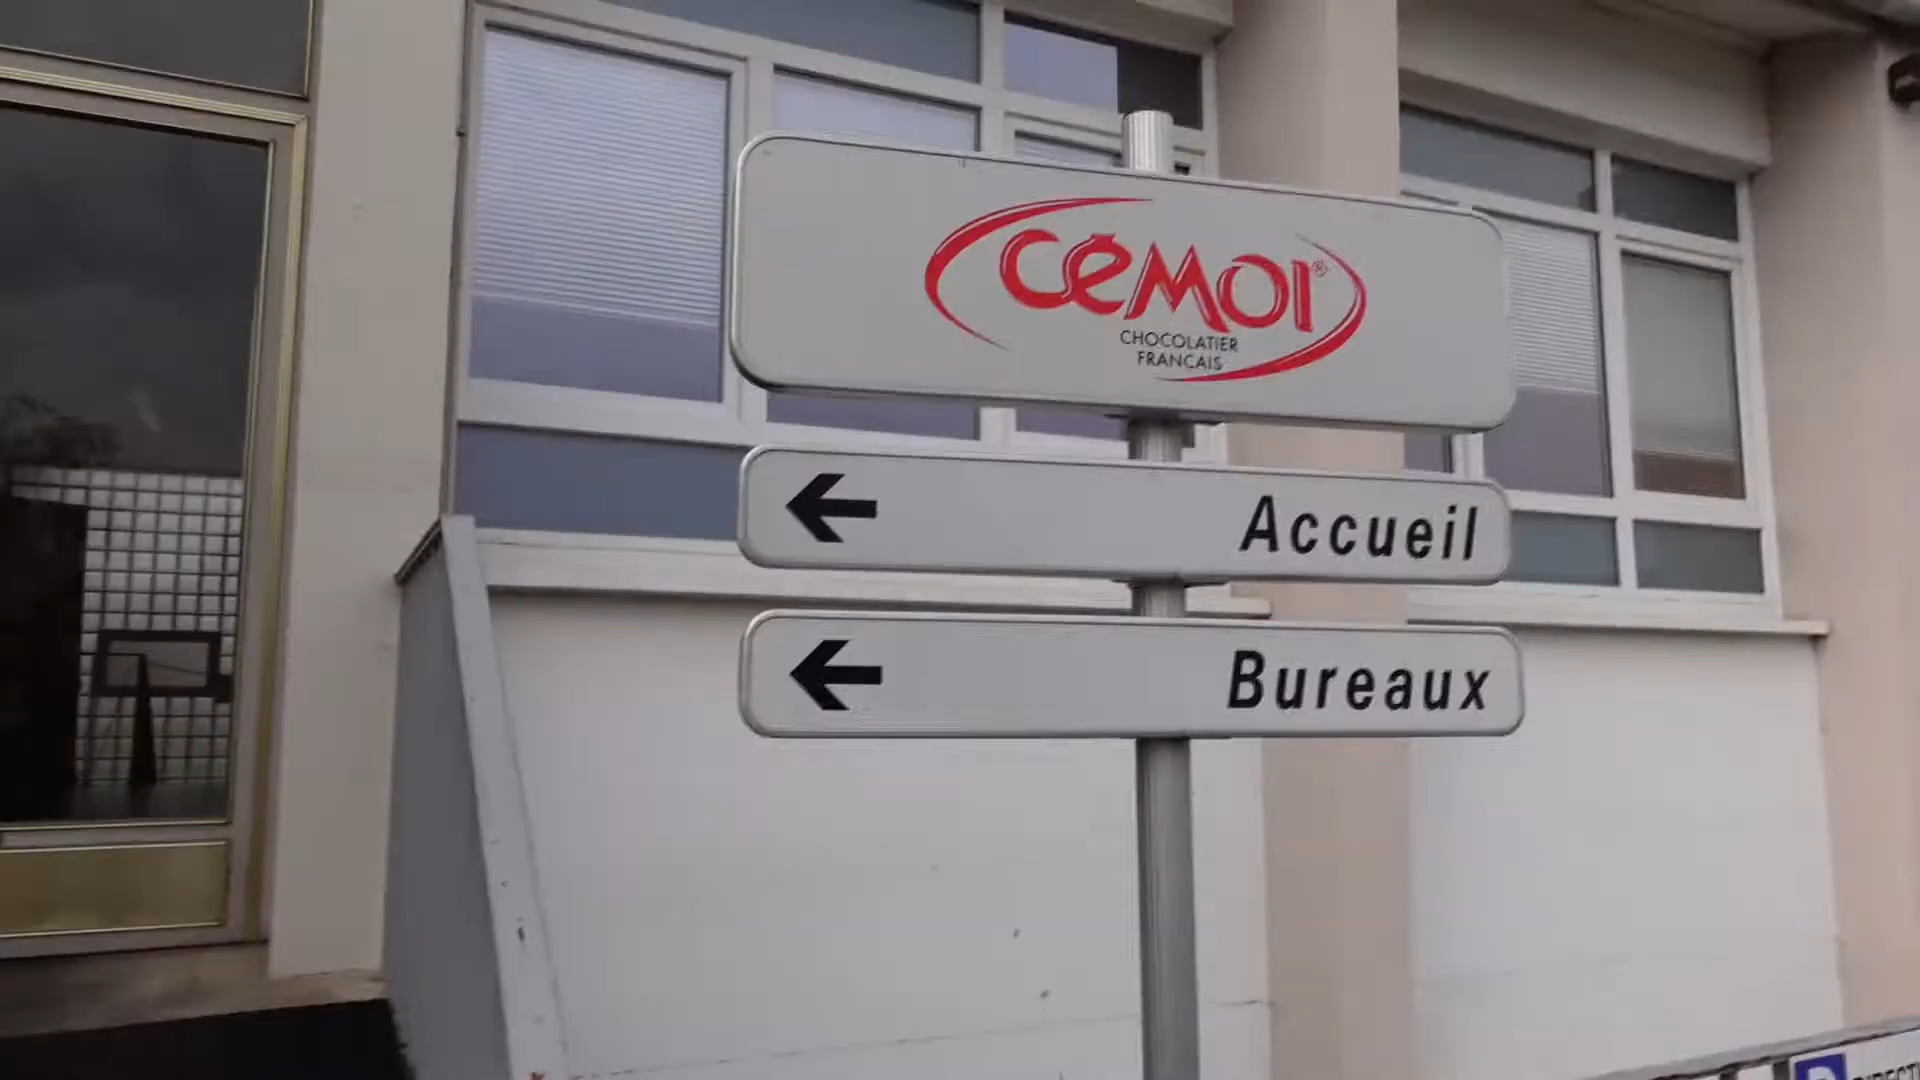 CéMOI®
CHOCOLATIER
FRANCAIS
Accueil
Bureaux